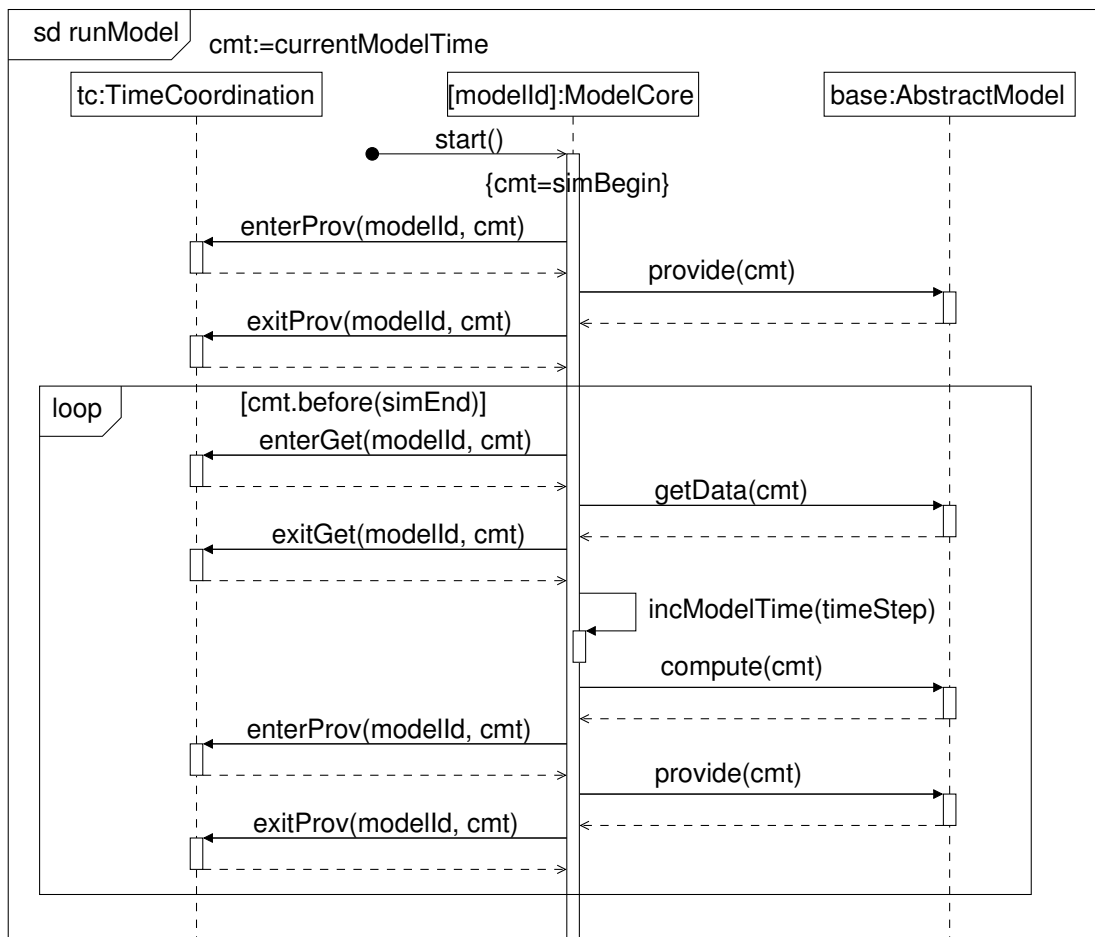 sd runModel
cmt:=currentModelTime
tc:TimeCoordination
[modelId]:ModelCore
base:AbstractModel
start()
{cmt=simBegin}
enterProv(modelId, cmt)
provide(cmt)
exitProv(modelId, cmt)
loop
[cmt.before(simEnd)]
enterGet(modelId, cmt)
getData(cmt)
exitGet(modelId, cmt)
incModelTime(timeStep)
compute(cmt)
enterProv(modelId, cmt)
provide(cmt)
exitProv(modelId, cmt)